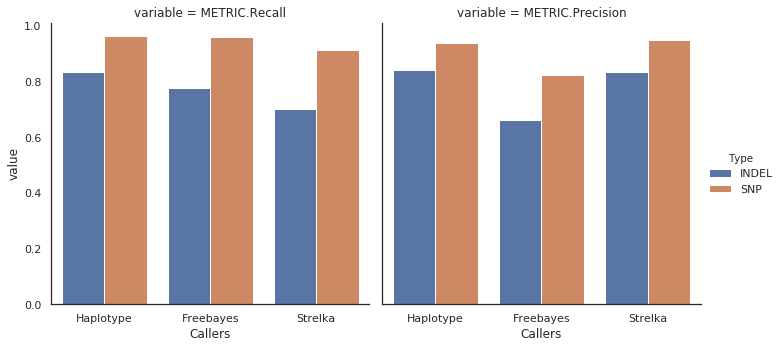 variable = METRIC.Recall
variable = METRIC.Precision
1.0
0.8
0.6
0.4
0.2
0.0
value
Haplotype Freebayes Strelka
Callers
Haplotype Freebayes Strelka
Callers
Type
INDEL
SNP